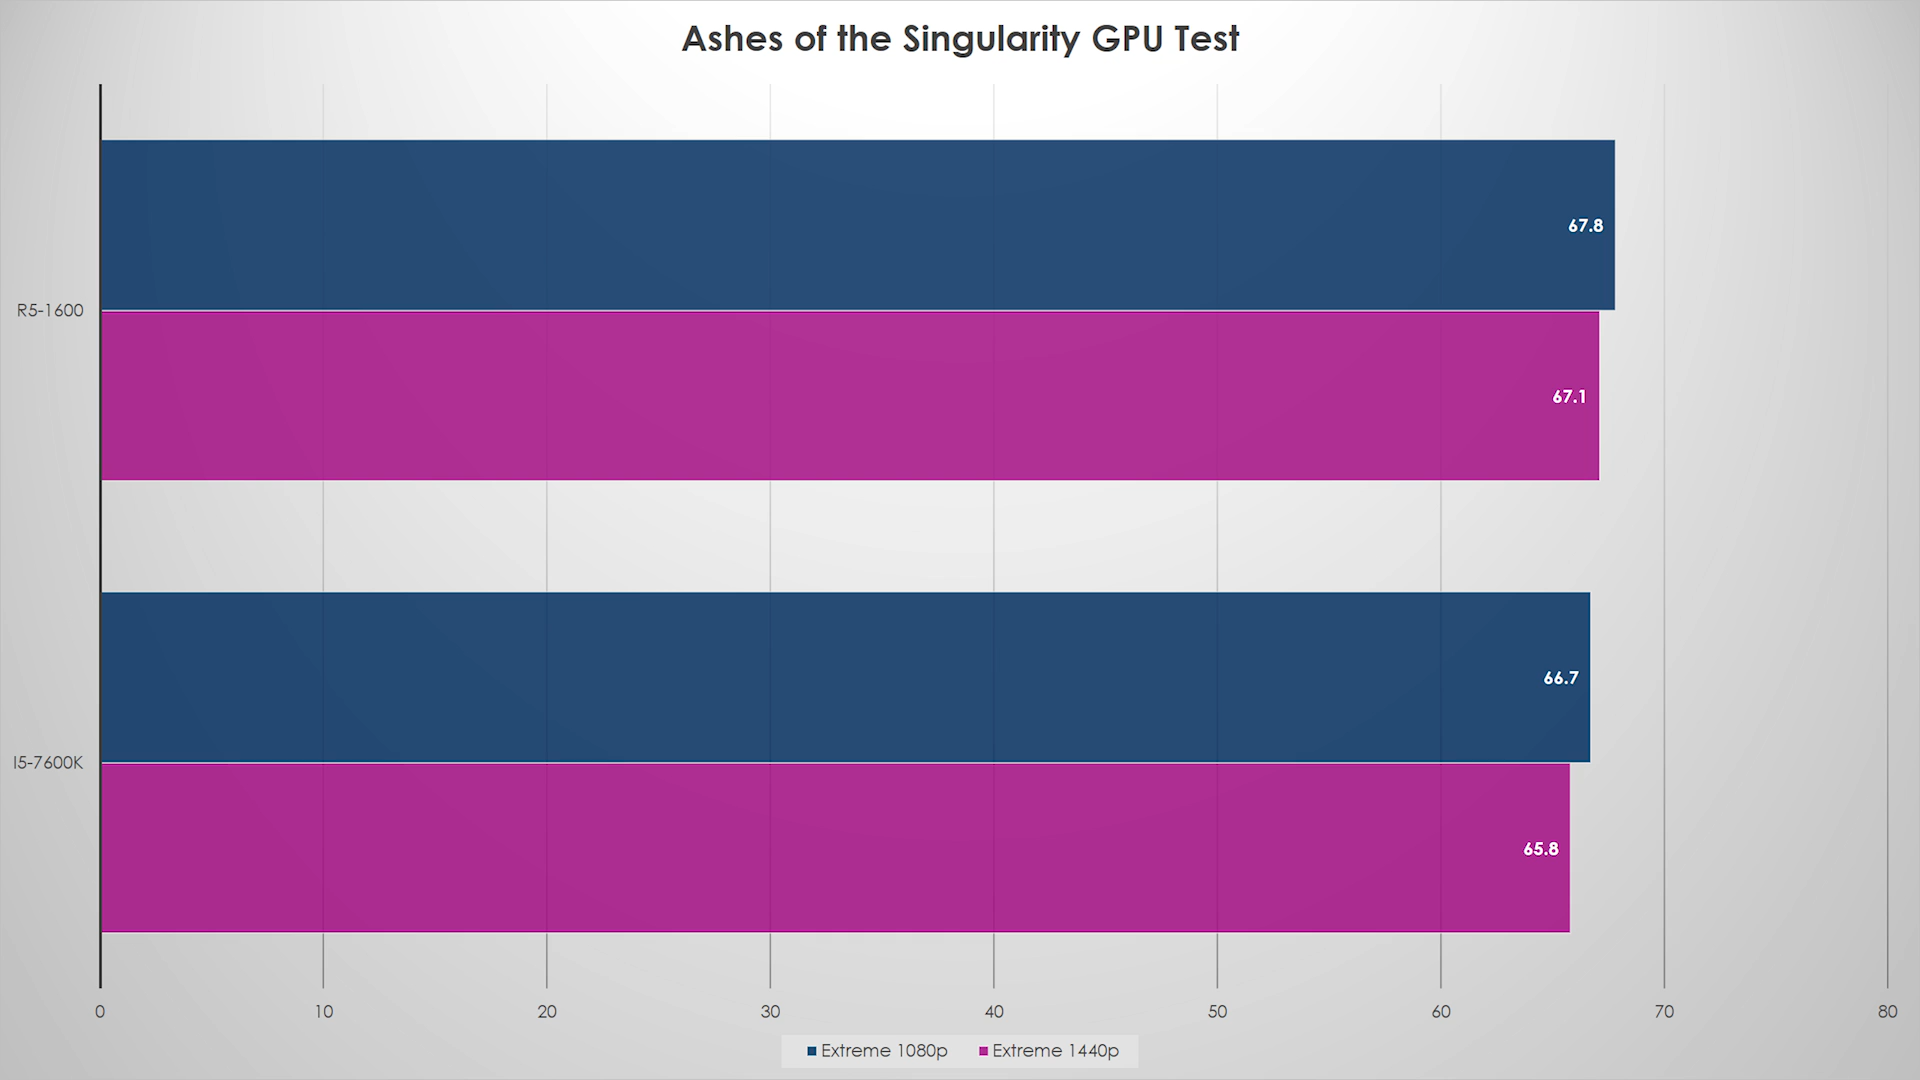 Ashes of the Singularity GPU Test
67.8
R5-1600
67.1
66.7
I5-7600K
65.8
0 10 20 30 40 50 60 70 80
Extreme 1080p Extreme 1440p